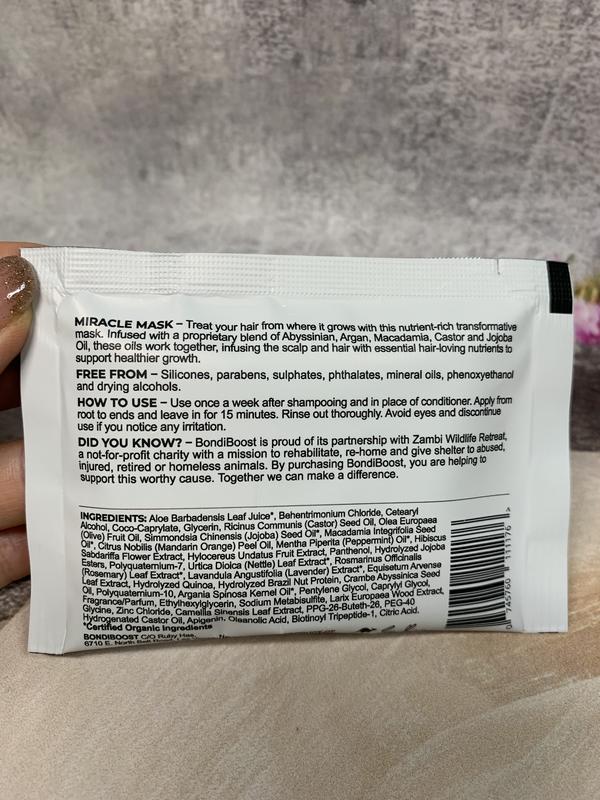 MIRACLE MASK – Treat your hair from where it grows with this nutrient-rich transformative
mask. Infused with a proprietary blend of Abyssinian, Argan, Macadamia, Castor and Jojoba
Oil, these oils work together, infusing the scalp and hair with essential hair-loving nutrients to
support healthier growth.
FREE FROM – Silicones, parabens, sulphates, phthalates, mineral oils, phenoxyethanol
and drying alcohols.
HOW TO USE – Use once a week after shampooing and in place of conditioner. Apply from
root to ends and leave in for 15 minutes. Rinse out thoroughly. Avoid eyes and discontinue
use if you notice any irritation.
DID YOU KNOW? – BondiBoost is proud of its partnership with Zambi Wildlife Retreat,
a not-for-profit charity with a mission to rehabilitate, re-home and give shelter to abused,
injured, retired or homeless animals. By purchasing BondiBoost, you are helping to
support this worthy cause. Together we can make a difference.
INGREDIENTS: Aloe Barbadensis Leaf Juice*, Behentrimonium Chloride, Cetearyl
Alcohol, Coco-Caprylate, Glycerin, Ricinus Communis (Castor) Seed Oil, Olea Europaea
(Olive) Fruit Oil, Simmondsia Chinensis (Jojoba) Seed Oil*, Macadamia Integrifolia Seed
Oil*, Citrus Nobilis (Mandarin Orange) Peel Oil, Mentha Piperita (Peppermint) Oil*, Hibiscus
Sabdariffa Flower Extract, Hylocereus Undatus Fruit Extract, Panthenol, Hydrolyzed Jojoba
Esters, Polyquaternium-7, Urtica Dioica (Nettle) Leaf Extract*, Rosmarinus Officinalis
(Rosemary) Leaf Extract*, Lavandula Angustifolia (Lavender) Extract*, Equisetum Arvense
Leaf Extract, Hydrolyzed Quinoa, Hydrolyzed Brazil Nut Protein, Crambe Abyssinica Seed
Oil, Polyquaternium-10, Argania Spinosa Kernel Oil*, Pentylene Glycol, Caprylyl Glycol,
Fragrance/Parfum, Ethylhexylglycerin, Sodium Metabisulfite, Larix Europaea Wood Extract,
Glycine, Zinc Chloride, Camellia Sinensis Leaf Extract, PPG-26-Buteth-26, PEG-40
Hydrogenated Castor Oil, Apigenin, Oleanolic Acid, Biotinoyl Tripeptide-1, Citric Acid.
*Certified Organic Ingredients
BONDIBOOST C/O Ruby Has,
6710 E. North Belt
0 745760 111176 >